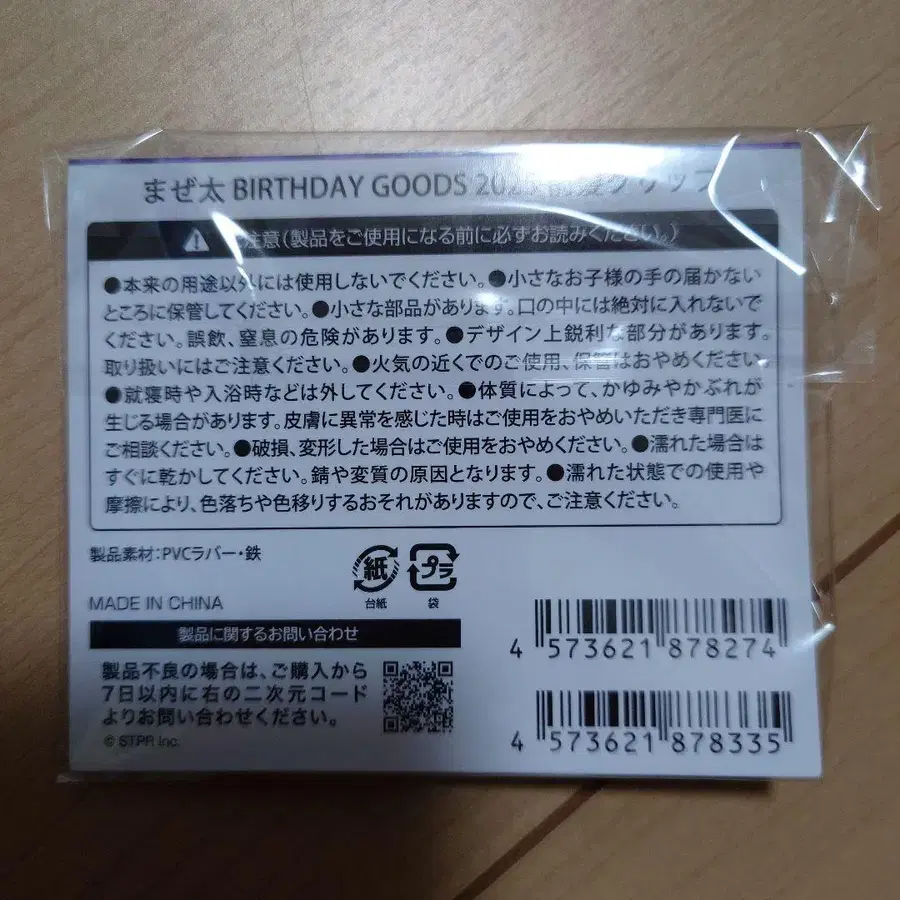 まぜ太 BIRTHDAY GOODS 202 前髪クリップ
注意(製品をご使用になる前に必ずお読みください。)
●本来の用途以外には使用しないでください。●小さなお子様の手の届かない
ところに保管してください。●小さな部品があります。口の中には絶対に入れないで
ください。誤飲、窒息の危険があります。●デザイン上鋭利な部分があります。
取り扱いにはご注意ください。●火気の近くでのご使用、保管はおやめください。
●就寝時や入浴時などは外してください。●体質によって、かゆみやかぶれが
生じる場合があります。皮膚に異常を感じた時はご使用をおやめいただき専門医に
ご相談ください。●破損、変形した場合はご使用をおやめください。●濡れた場合は
すぐに乾かしてください。錆や変質の原因となります。●濡れた状態での使用や
摩擦により、色落ちや色移りするおそれがありますので、ご注意ください。
製品素材:PVCラバー・鉄
紙
台紙
プラ
袋
MADE IN CHINA
製品に関するお問い合わせ
製品不良の場合は、ご購入から
7日以内に右の二次元コード
よりお問い合わせください。
© STPR Inc.
4 573621 878274
4 573621 878335